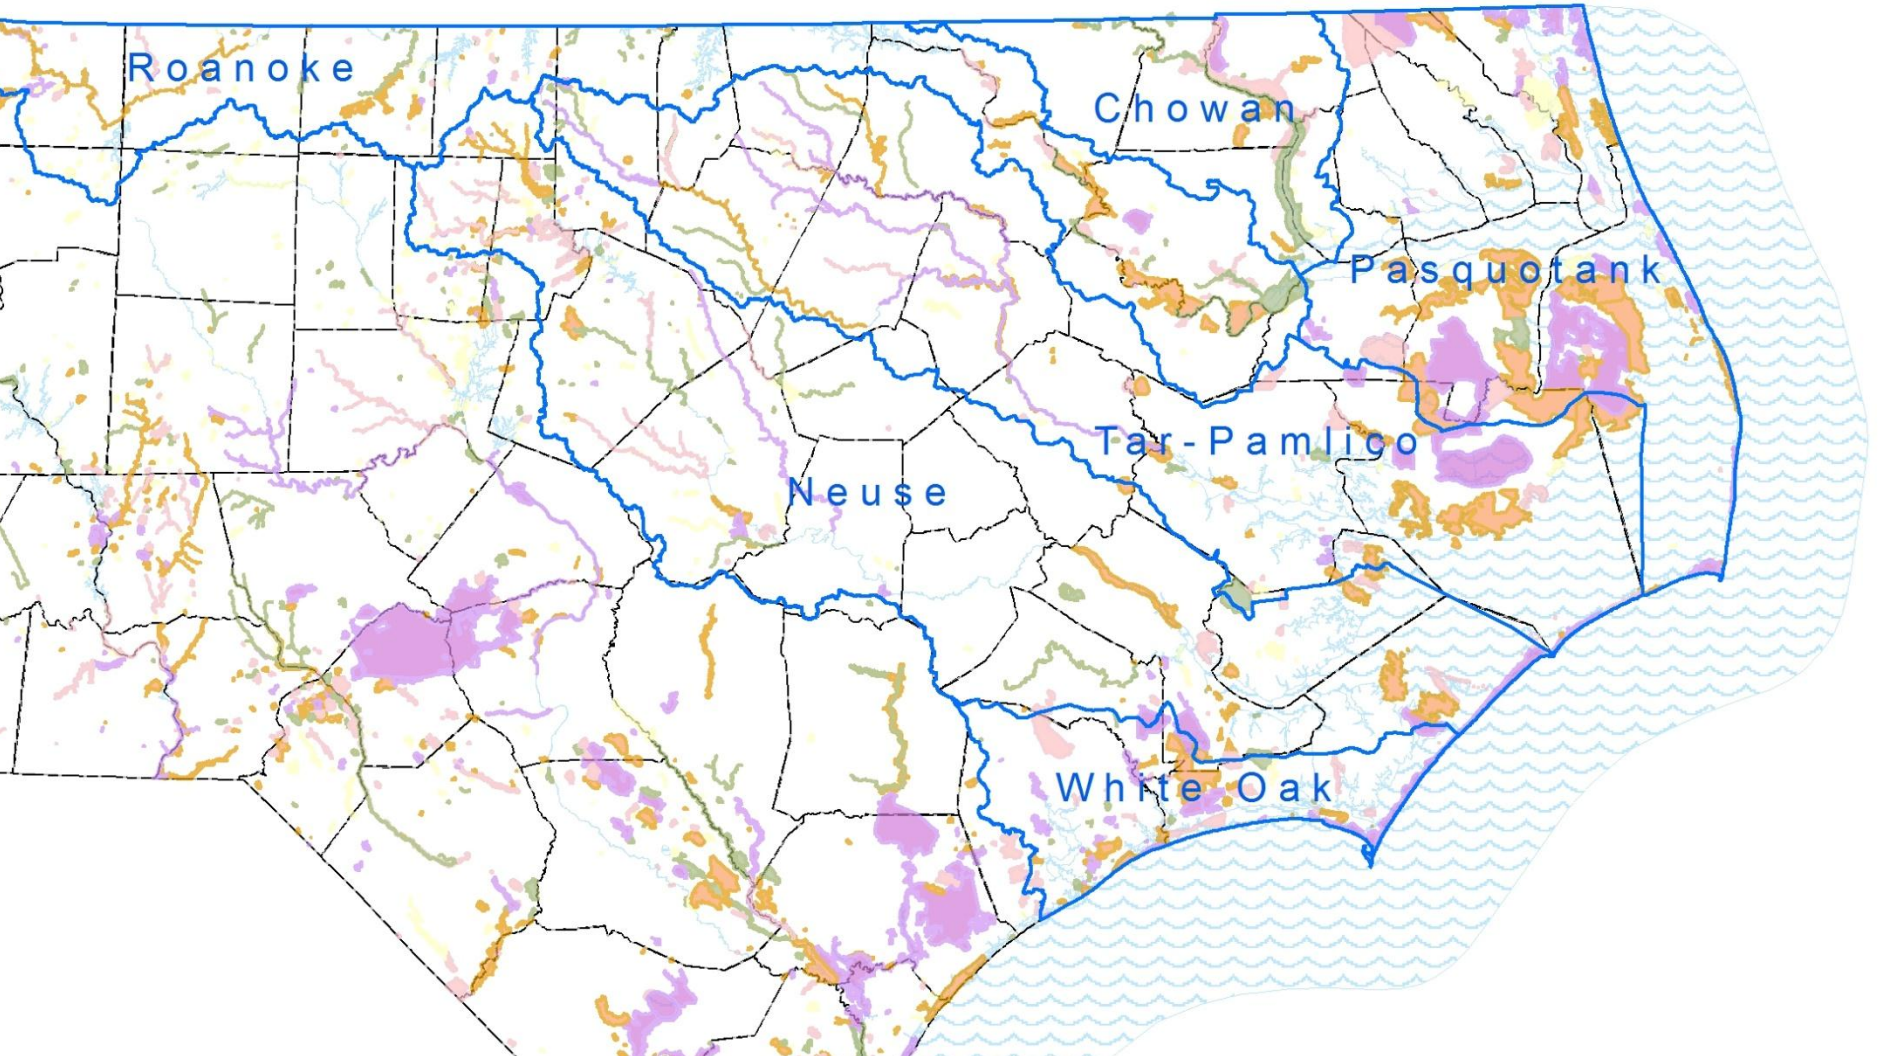 Roanoke
Chowan
Pasquotank
Tar-Pamlico
Neuse
White Oak